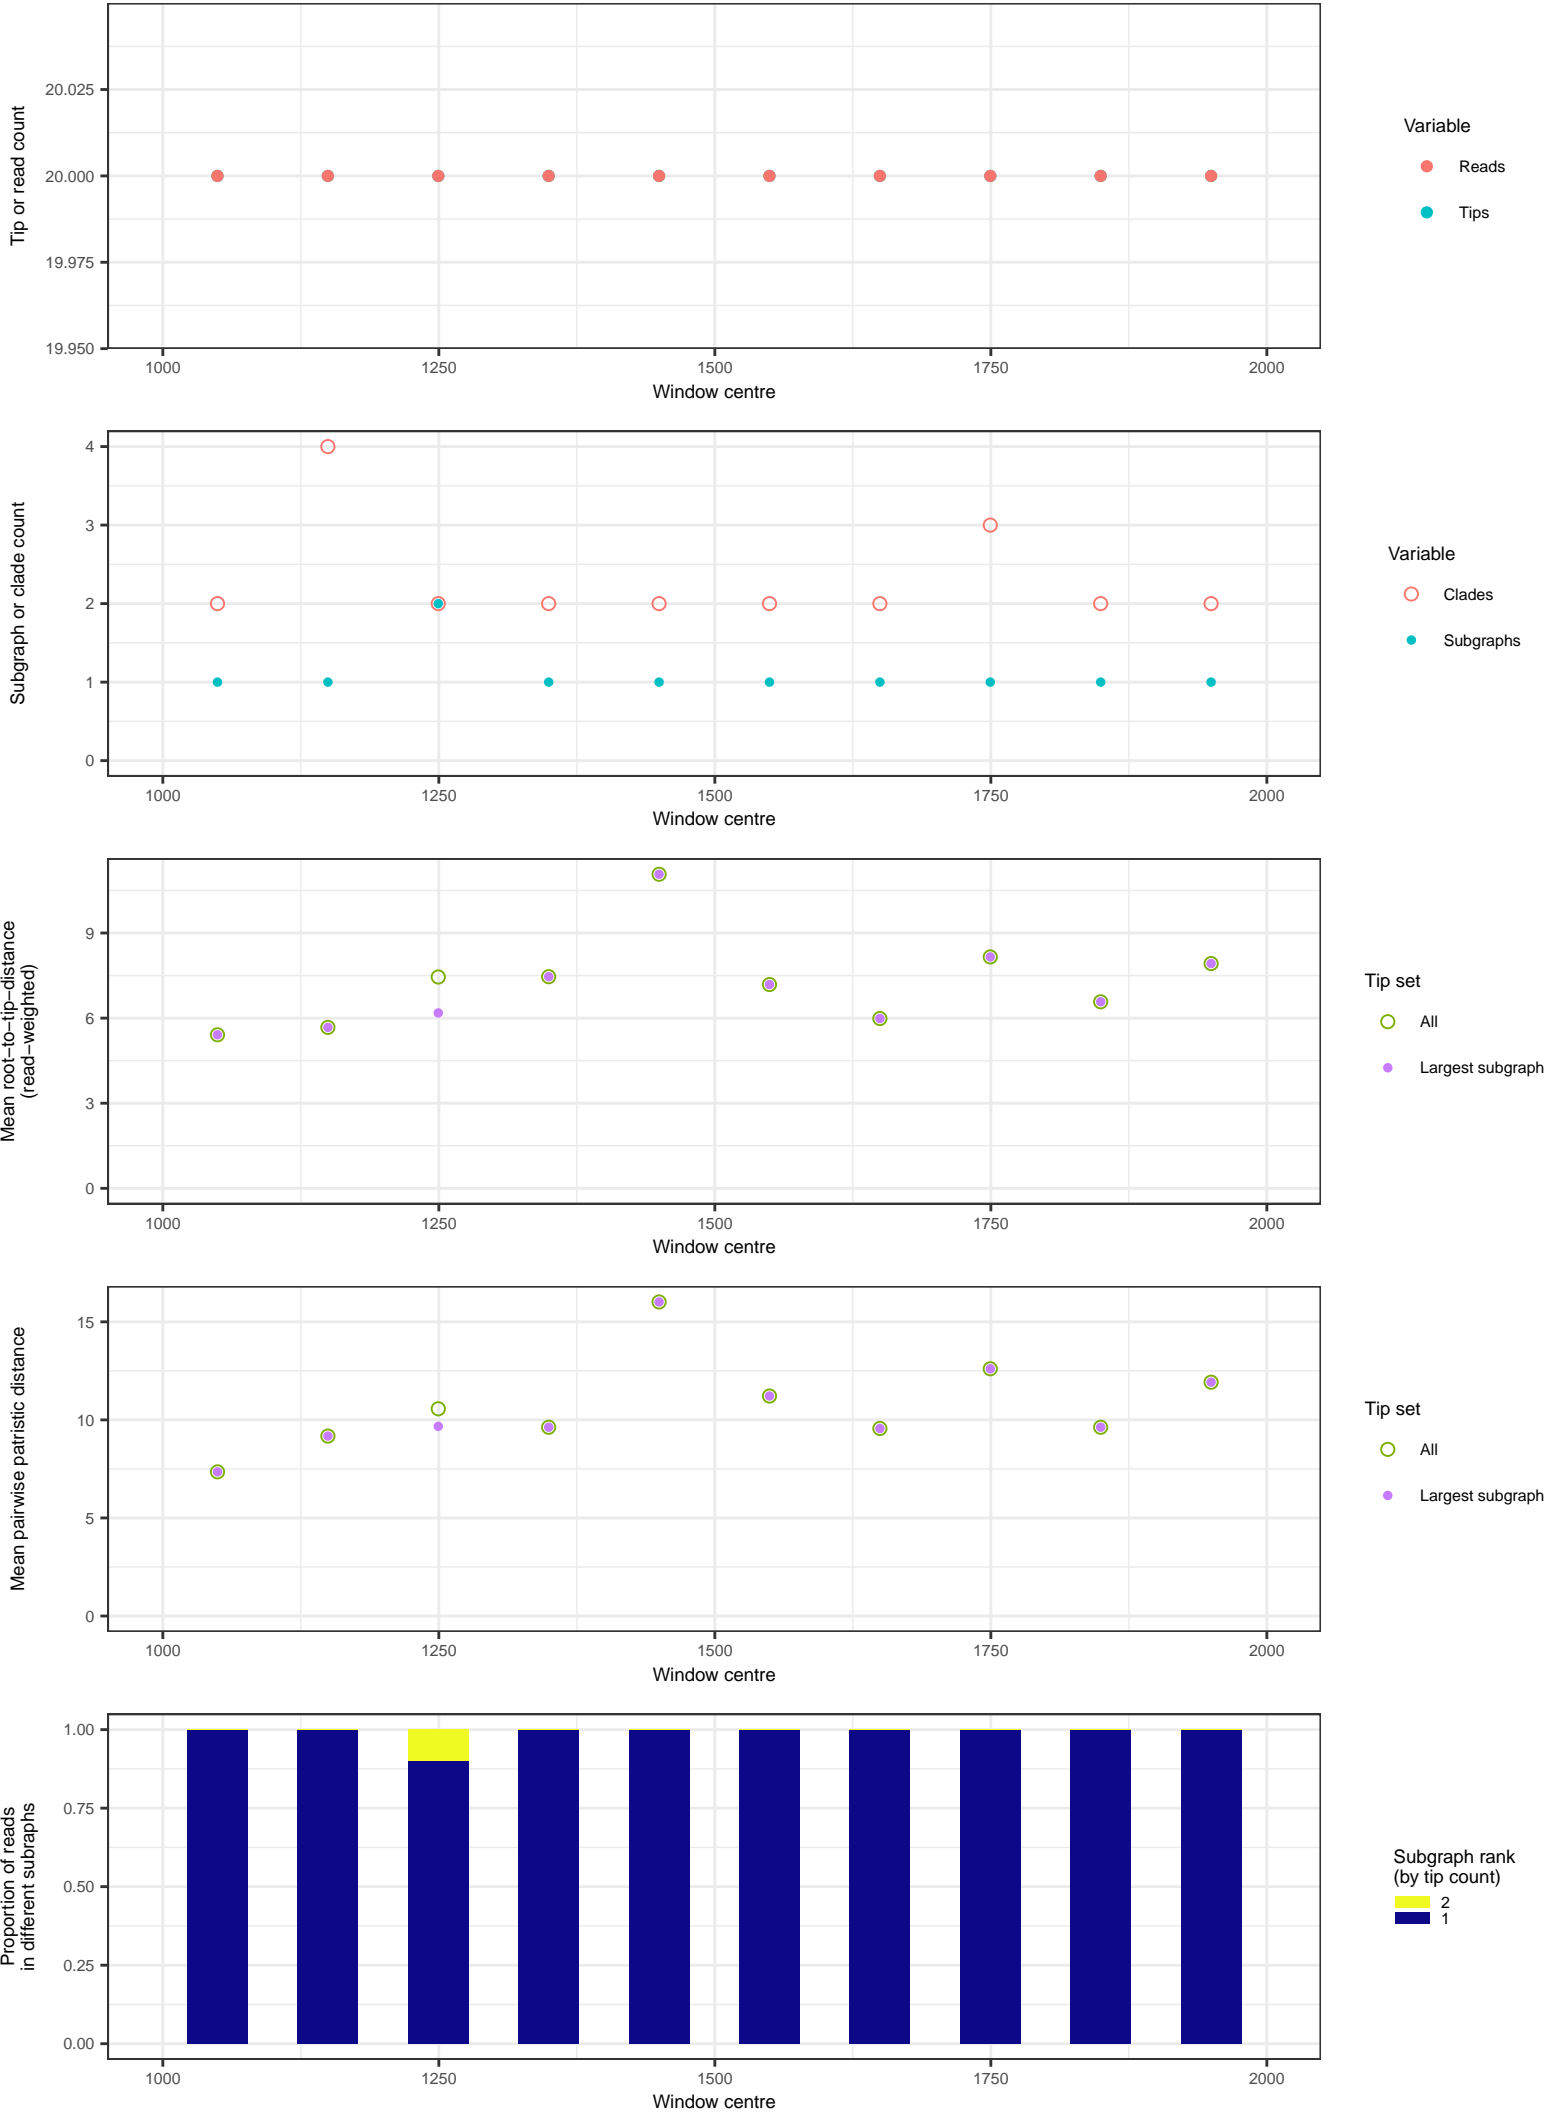 Tip or read count
20.025
20.000
19.975
19.950
1000 1250 1500 1750 2000
Window centre
Variable
Reads
Tips
Subgraph or clade count
4
3
2
1
0
1000 1250 1500 1750 2000
Window centre
Variable
Clades
Subgraphs
Mean root−to−tip−distance
(read−weighted)
9
6
3
0
1000 1250 1500 1750 2000
Window centre
Tip set
All
Largest subgraph
Mean pairwise patristic distance
15
10
5
0
1000 1250 1500 1750 2000
Window centre
Tip set
All
Largest subgraph
Proportion of reads
in different subraphs
1.00
0.75
0.50
0.25
0.00
1000 1250 1500 1750 2000
Window centre
Subgraph rank
(by tip count)
2
1